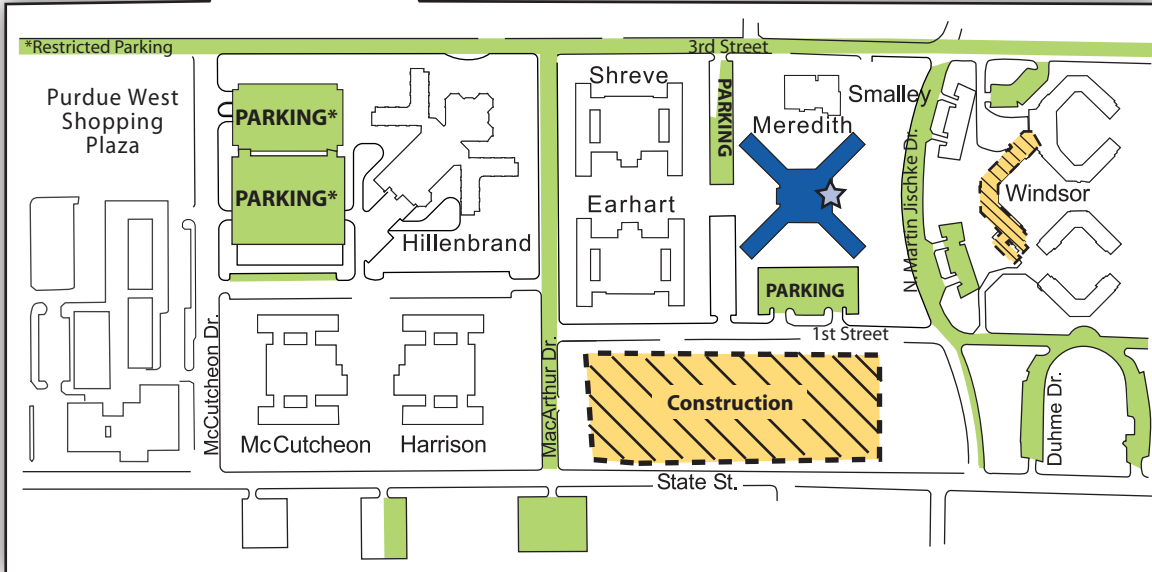 *Restricted Parking
3rd Street
Purdue West
Shopping
Plaza
PARKING*
PARKING*
Hillenbrand
Shreve
Earhart
PARKING
Smalley
Meredith
N. Martin Jischke Dr.
Windsor
PARKING
1st Street
McCutcheon Dr.
McCutcheon
Harrison
MacArthur Dr.
Construction
Duhme Dr.
State St.